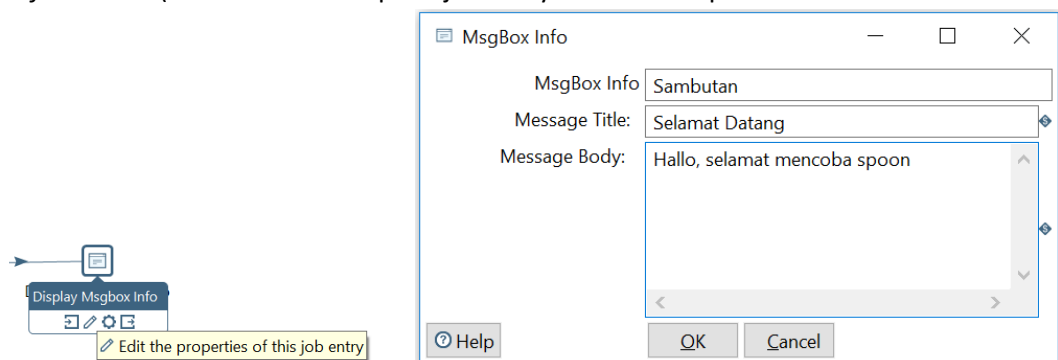 MsgBox Info
MsgBox Info Sambutan
Message Title: Selamat Datang
Message Body: Hallo, selamat mencoba spoon
Display Msgbox Info
Edit the properties of this job entry
Help OK Cancel